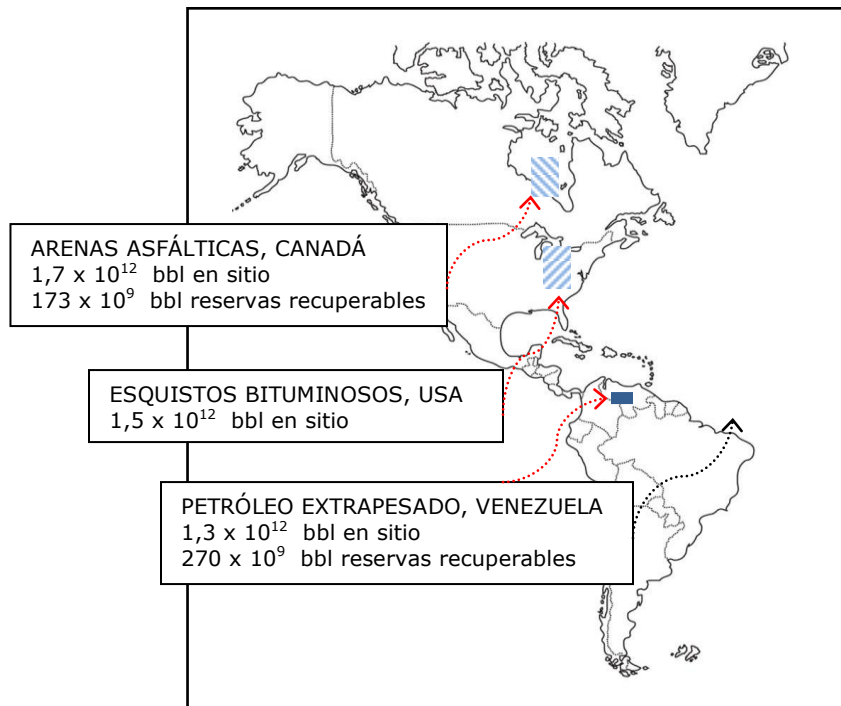 ARENAS ASFÁLTICAS, CANADÁ
1,7 x 10¹² bbl en sitio
173 x 10⁹ bbl reservas recuperables
ESQUISTOS BITUMINOSOS, USA
1,5 x 10¹² bbl en sitio
PETRÓLEO EXTRAPESADO, VENEZUELA
1,3 x 10¹² bbl en sitio
270 x 10⁹ bbl reservas recuperables